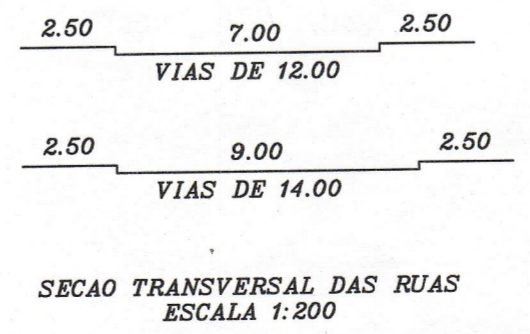 2.50 7.00 2.50
VIAS DE 12.00
2.50 9.00 2.50
VIAS DE 14.00
SECAO TRANSVERSAL DAS RUAS
ESCALA 1:200